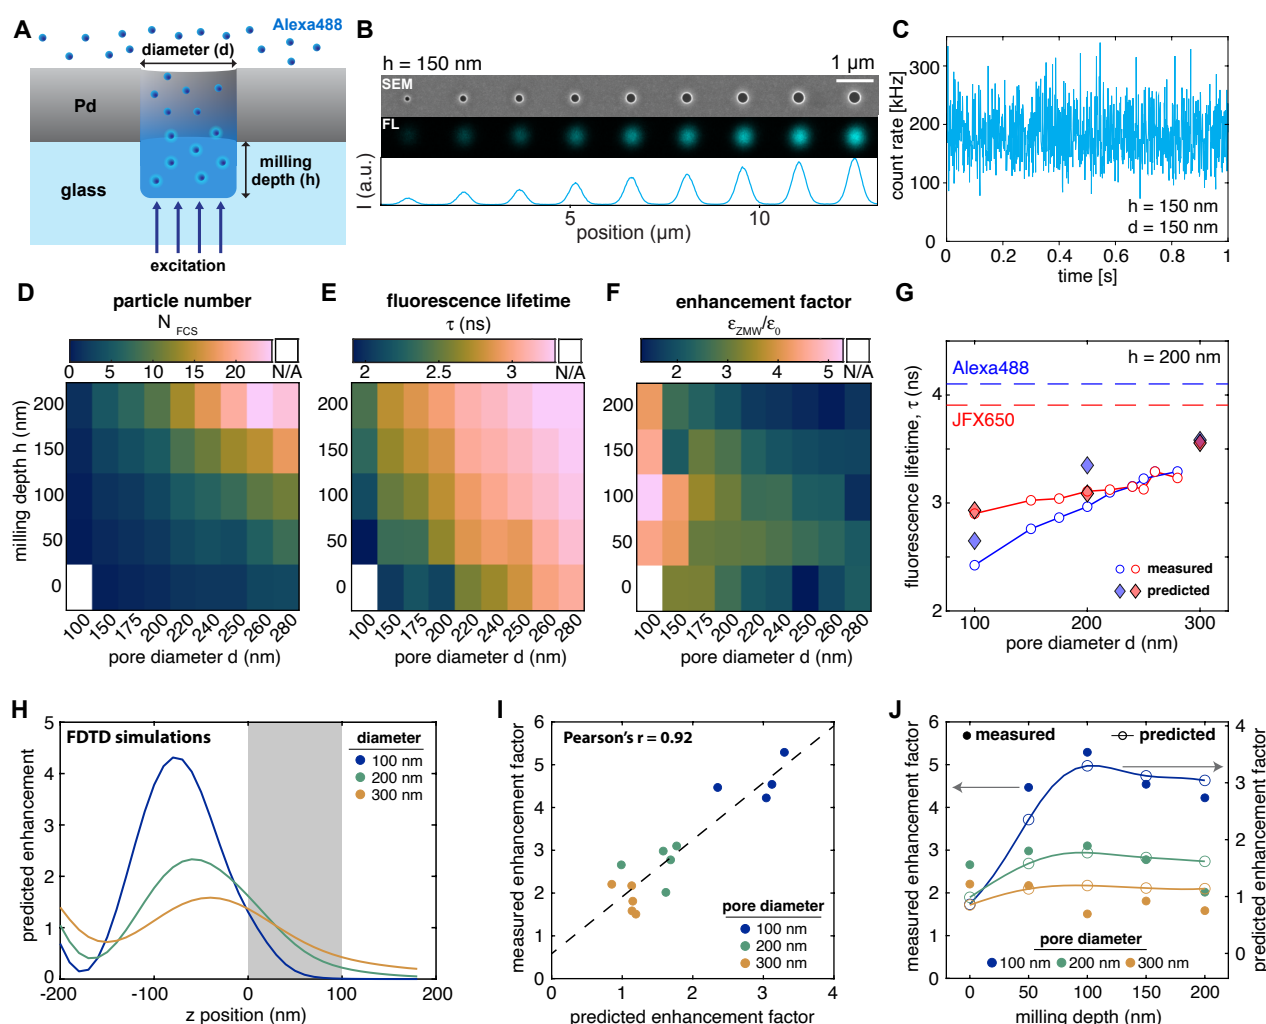 A
Alexa488
diameter (d)
Pd
glass
milling
depth (h)
excitation
B
h = 150 nm
1 µm
SEM
FL
I (a.u.)
5
10
position (µm)
C
count rate [kHz]
300
200
100
0
h = 150 nm
d = 150 nm
0
0.2
0.4
0.6
0.8
1
time [s]
D
particle number
N FCS
0
5
10
15
20
N/A
milling depth h (nm)
200
150
100
50
0
100
150
175
200
220
240
250
260
280
pore diameter d (nm)
E
fluorescence lifetime
τ (ns)
2
2.5
3
N/A
200
150
100
50
0
100
150
175
200
220
240
250
260
280
pore diameter d (nm)
F
enhancement factor
εZMW/ε0
2
3
4
5
N/A
200
150
100
50
0
100
150
175
200
220
240
250
260
280
pore diameter d (nm)
G
h = 200 nm
fluorescence lifetime, τ (ns)
Alexa488
JFX650
4
3
2
measured
predicted
100
200
300
pore diameter d (nm)
H
FDTD simulations
predicted enhancement
5
4
3
2
1
0
diameter
100 nm
200 nm
300 nm
-200
-100
0
100
200
z position (nm)
I
Pearson's r = 0.92
measured enhancement factor
6
5
4
3
2
1
0
pore diameter
100 nm
200 nm
300 nm
0
1
2
3
4
predicted enhancement factor
J
measured
predicted
measured enhancement factor
6
5
4
3
2
1
0
predicted enhancement factor
4
3
2
1
0
pore diameter
100 nm
200 nm
300 nm
0
50
100
150
200
milling depth (nm)